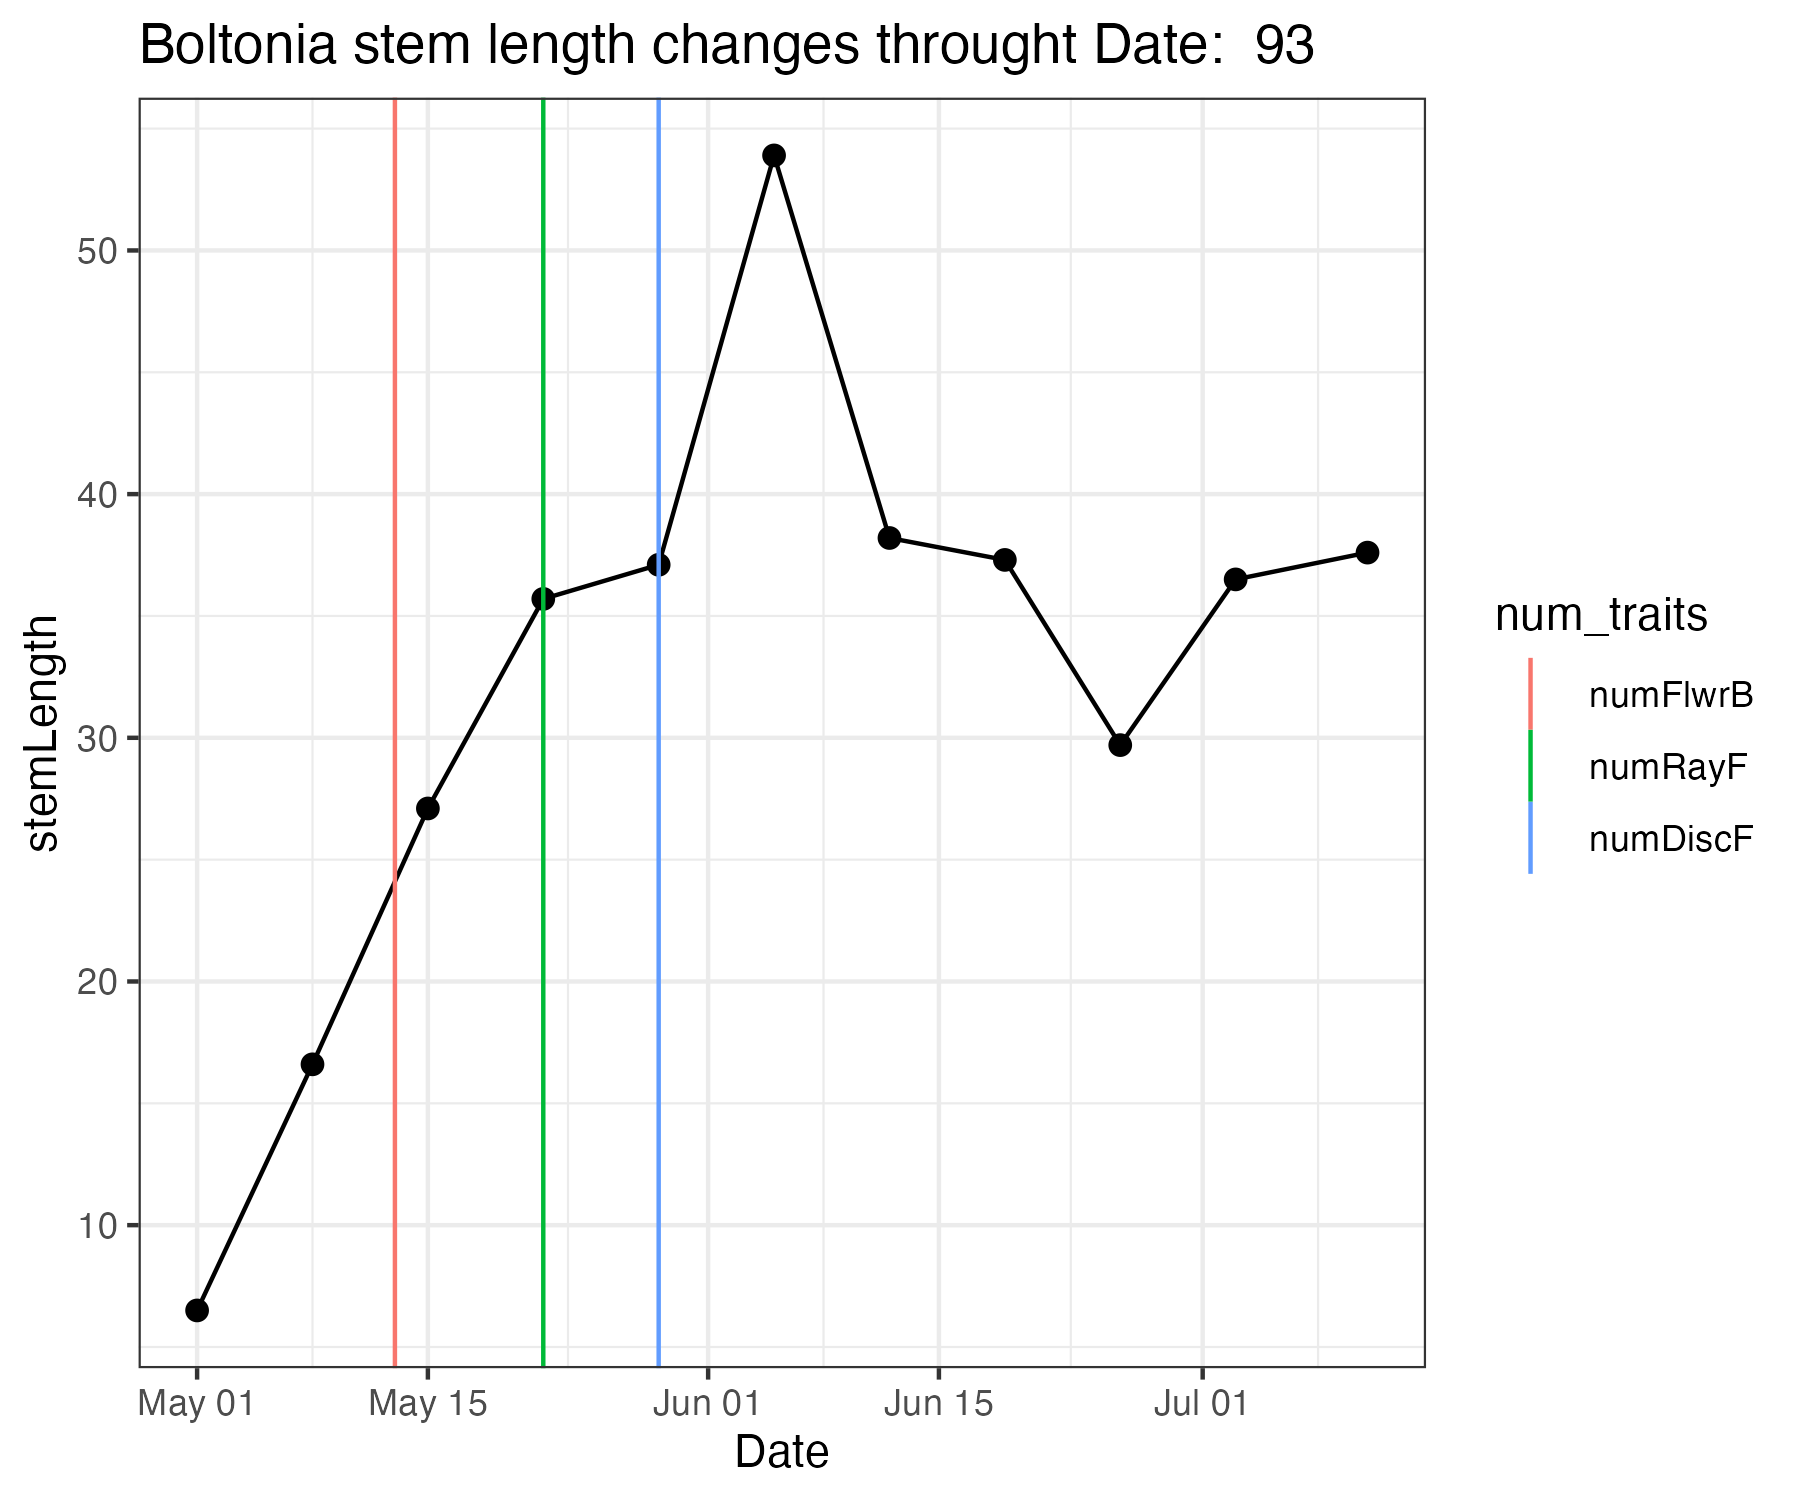 Boltonia stem length changes throught Date:  93
stemLength
50
40
30
20
10
May 01
May 15
Jun 01
Jun 15
Jul 01
Date
num_traits
numFlwrB
numRayF
numDiscF